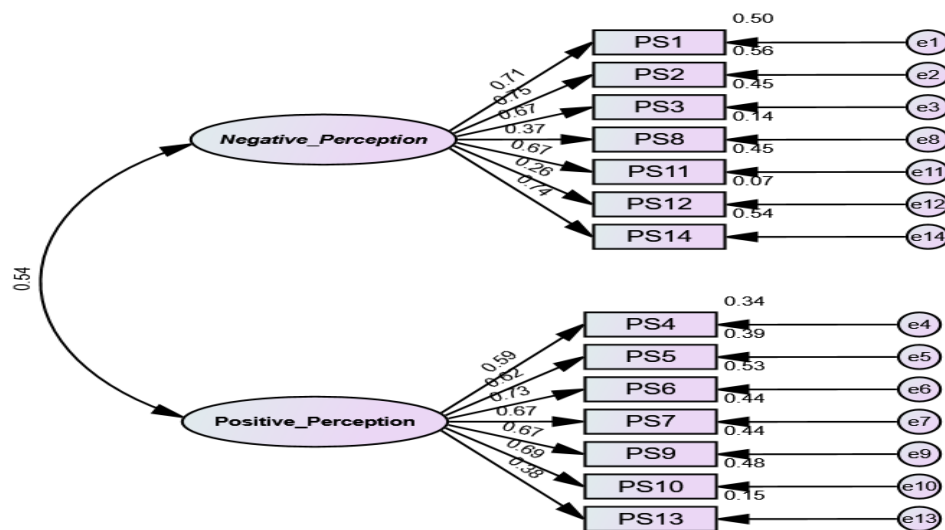 0.50
PS1
e1
0.71
0.56
PS2
e2
0.75
0.45
PS3
e3
0.67
0.14
PS8
e8
0.37
0.45
PS11
e11
0.67
0.07
PS12
e12
0.26
0.54
PS14
e14
0.74
Negative_Perception
0.54
0.34
PS4
e4
0.59
0.39
PS5
e5
0.62
0.53
PS6
e6
0.73
0.44
PS7
e7
0.67
0.44
PS9
e9
0.67
0.48
PS10
e10
0.69
0.15
PS13
e13
0.38
Positive_Perception